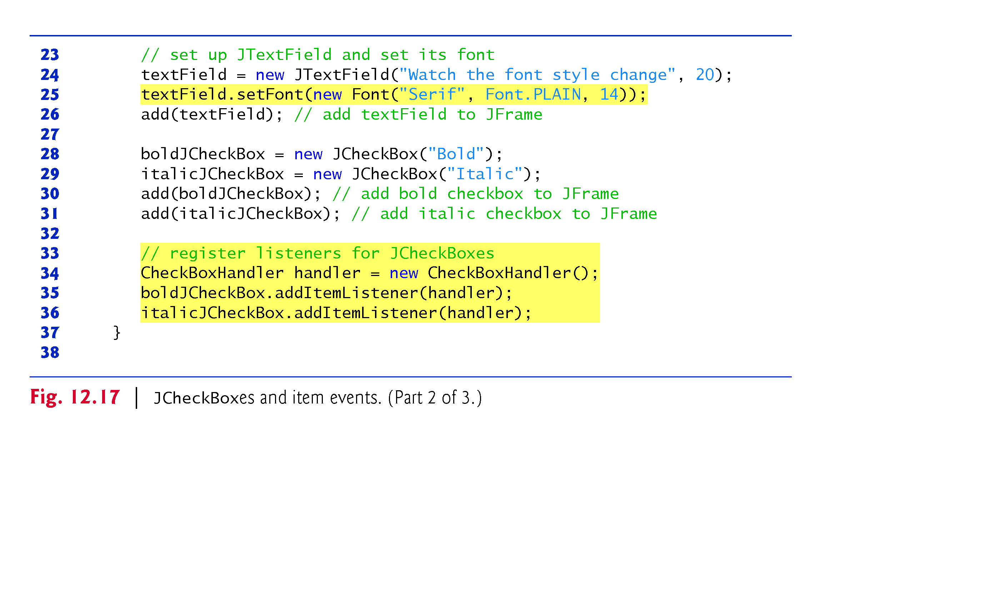 23 // set up JTextField and set its font
24 textField = new JTextField("Watch the font style change", 20);
25 textField.setFont(new Font("Serif", Font.PLAIN, 14));
26 add(textField); // add textField to JFrame
27
28 boldJCheckBox = new JCheckBox("Bold");
29 italicJCheckBox = new JCheckBox("Italic");
30 add(boldJCheckBox); // add bold checkbox to JFrame
31 add(italicJCheckBox); // add italic checkbox to JFrame
32
33 // register listeners for JCheckBoxes
34 CheckBoxHandler handler = new CheckBoxHandler();
35 boldJCheckBox.addItemListener(handler);
36 italicJCheckBox.addItemListener(handler);
37 }
38
Fig. 12.17 | JCheckBoxes and item events. (Part 2 of 3.)